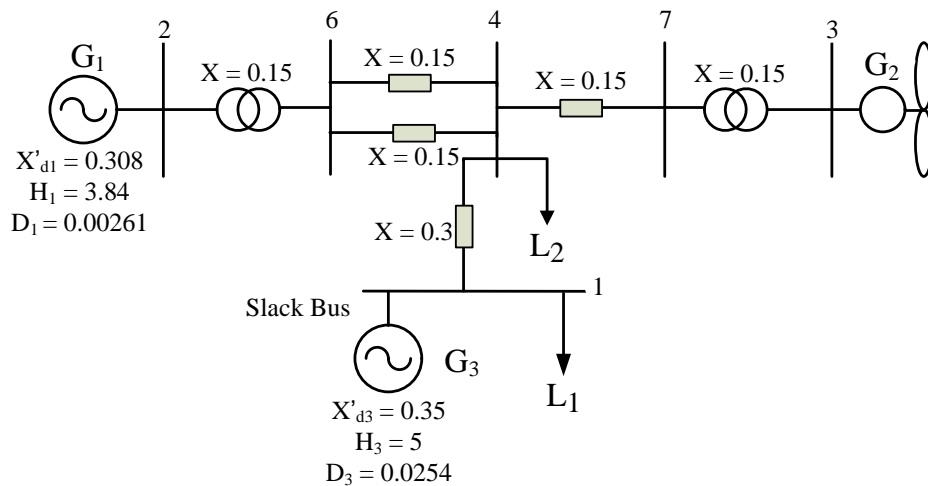 2
6
4
7
3
G1
X = 0.15
X = 0.15
X = 0.15
X = 0.15
X = 0.15
G2
X'd1 = 0.308
H1 = 3.84
D1 = 0.00261
X = 0.3
L2
Slack Bus
1
G3
L1
X'd3 = 0.35
H3 = 5
D3 = 0.0254